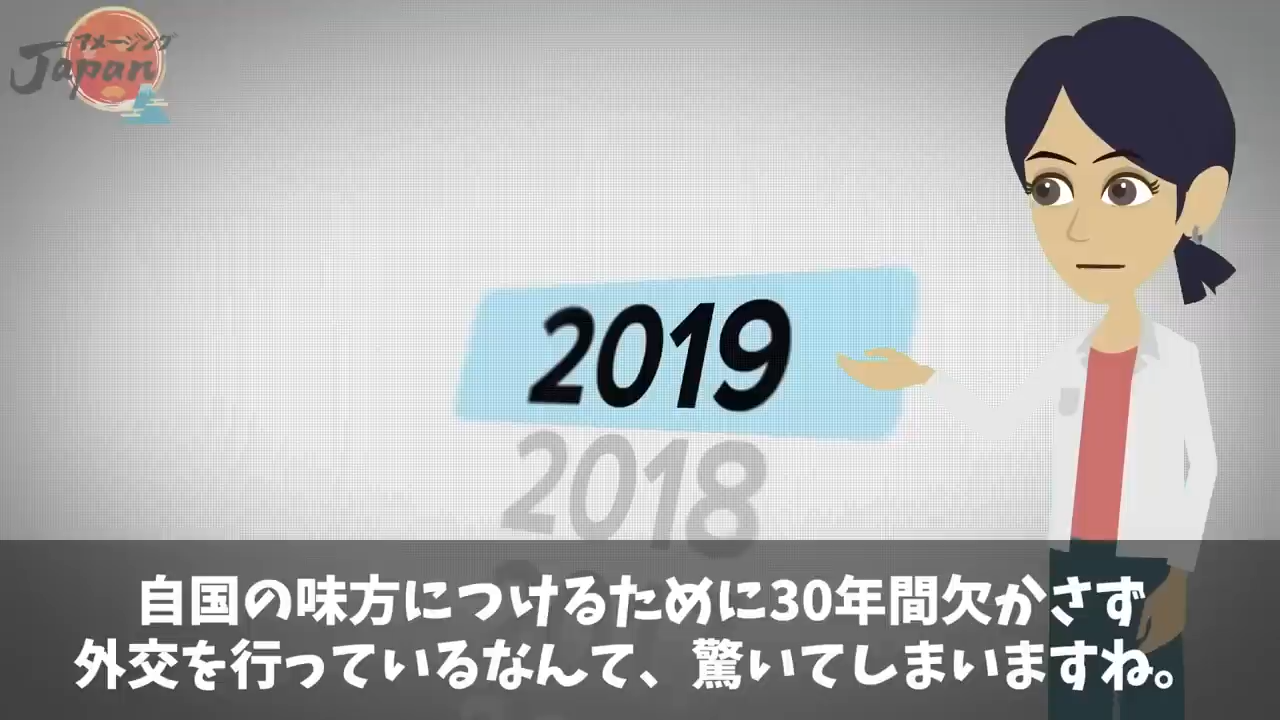 アメージング
Japan
2019
2018
自国の味方につけるために30年間欠かさず
外交を行っているなんて、驚いてしまいますね。